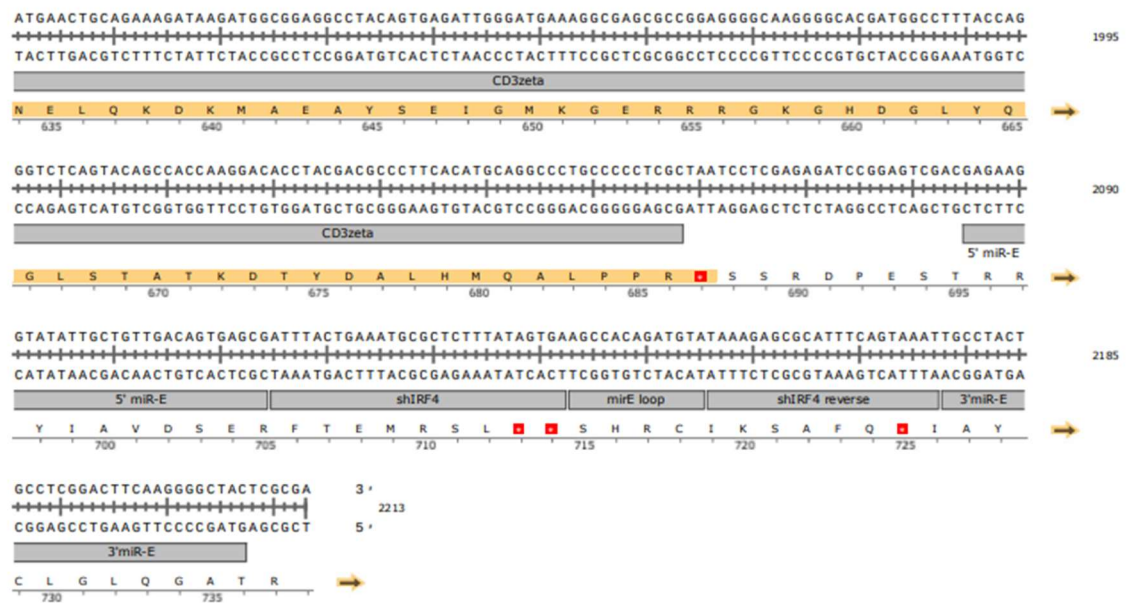 ATGAACTGCAGAAAGATAAGATGGCGGAGGCCTACAGTGAGATTGGGATGAAAGGCGAGCGCCGGAGGGGCAAGGGGCACGATGGCCTTTACCAG
1995
TACTTGACGTCTTTCTATTCTACCGCCTCCGGATGTCACTCTAACCCTACTTTCCGCTCGCGGCCTCCCCGTTCCCCGTGCTACCGGAAATGGTC
CD3zeta
N E L Q K D K M A E A Y S E I G M K G E R R R G K G H D G L Y Q
635 640 645 650 655 660 665
GGTCTCAGTACAGCCACCAAGGACACCTACGACGCCCTTCACATGCAGGCCCTGCCCCCTCGCTAATCCTCGAGAGATCCGGAGTCGACGAGAAG
2090
CCAGAGTCATGTCGGTGGTTCCTGTGGATGCTGCGGGAAGTGTACGTCCGGGACGGGGGAGCGATTAGGAGCTCTCTAGGCCTCAGCTGCTCTTC
CD3zeta
5' miR-E
G L S T A T K D T Y D A L H M Q A L P P R * S S R D P E S T R R
670 675 680 685 690 695
GTATATTGCTGTTGACAGTGAGCGATTTACTGAAATGCGCTCTTTATAGTGAAGCCACAGATGTATAAAGAGCGCATTTCAGTAAATTGCCTACT
2185
CATATAACGACAACTGTCACTCGCTAAATGACTTTACGCGAGAAATATCACTTCGGTGTCTACATATTTCTCGCGTAAAGTCATTTAACGGATGA
5' miR-E shIRF4 mirE loop shIRF4 reverse 3'miR-E
Y I A V D S E R F T E M R S L * * S H R C I K S A F Q * I A Y
700 705 710 715 720 725
GCCTCGGACTTCAAGGGGCTACTCGCGA 3'
2213
CGGAGCCTGAAGTTCCCCGATGAGCGCT 5'
3'miR-E
C L G L Q G A T R
730 735